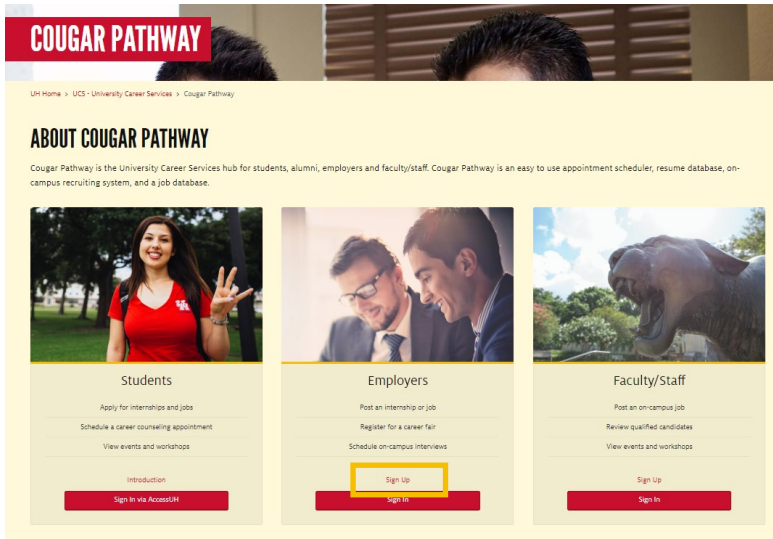 COUGAR PATHWAY
UH Home > UCS - University Career Services > Cougar Pathway
ABOUT COUGAR PATHWAY
Cougar Pathway is the University Career Services hub for students, alumni, employers and faculty/staff. Cougar Pathway is an easy to use appointment scheduler, resume database, on-
campus recruiting system, and a job database.
Students
Apply for internships and jobs
Schedule a career counseling appointment
View events and workshops
Introduction
Sign In via AccessUH
Employers
Post an internship or job
Register for a career fair
Schedule on-campus interviews
Sign Up
Sign In
Faculty/Staff
Post an on-campus job
Review qualified candidates
View events and workshops
Sign Up
Sign In